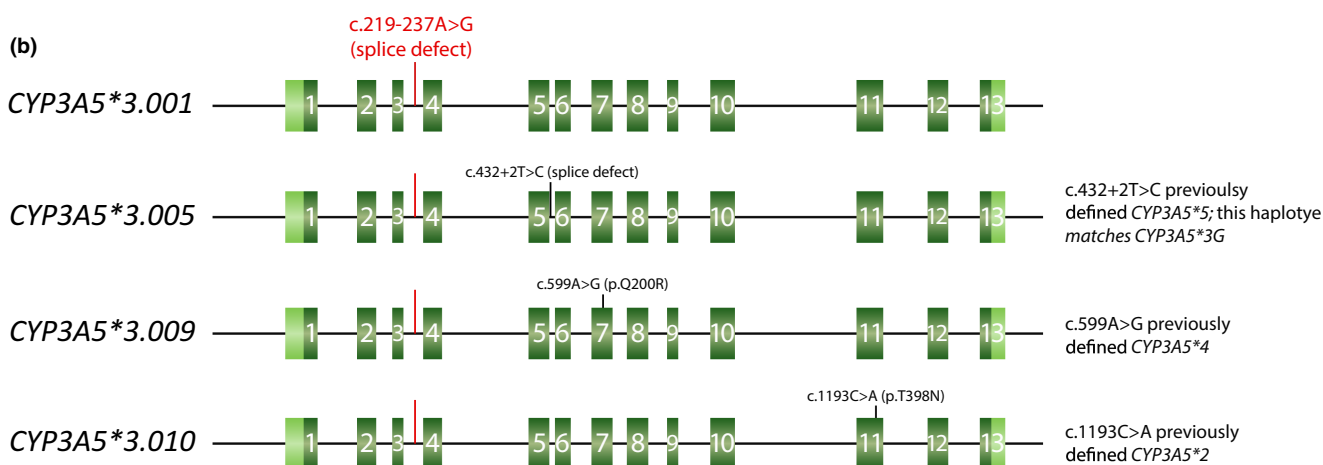 (b)
c.219-237A>G
(splice defect)
CYP3A5*3.001
1 2 3 4 5 6 7 8 9 10 11 12 13
c.432+2T>C (splice defect)
CYP3A5*3.005
1 2 3 4 5 6 7 8 9 10 11 12 13
c.432+2T>C previoulsy
defined CYP3A5*5; this haplotye
matches CYP3A5*3G
c.599A>G (p.Q200R)
CYP3A5*3.009
1 2 3 4 5 6 7 8 9 10 11 12 13
c.599A>G previously
defined CYP3A5*4
c.1193C>A (p.T398N)
CYP3A5*3.010
1 2 3 4 5 6 7 8 9 10 11 12 13
c.1193C>A previously
defined CYP3A5*2